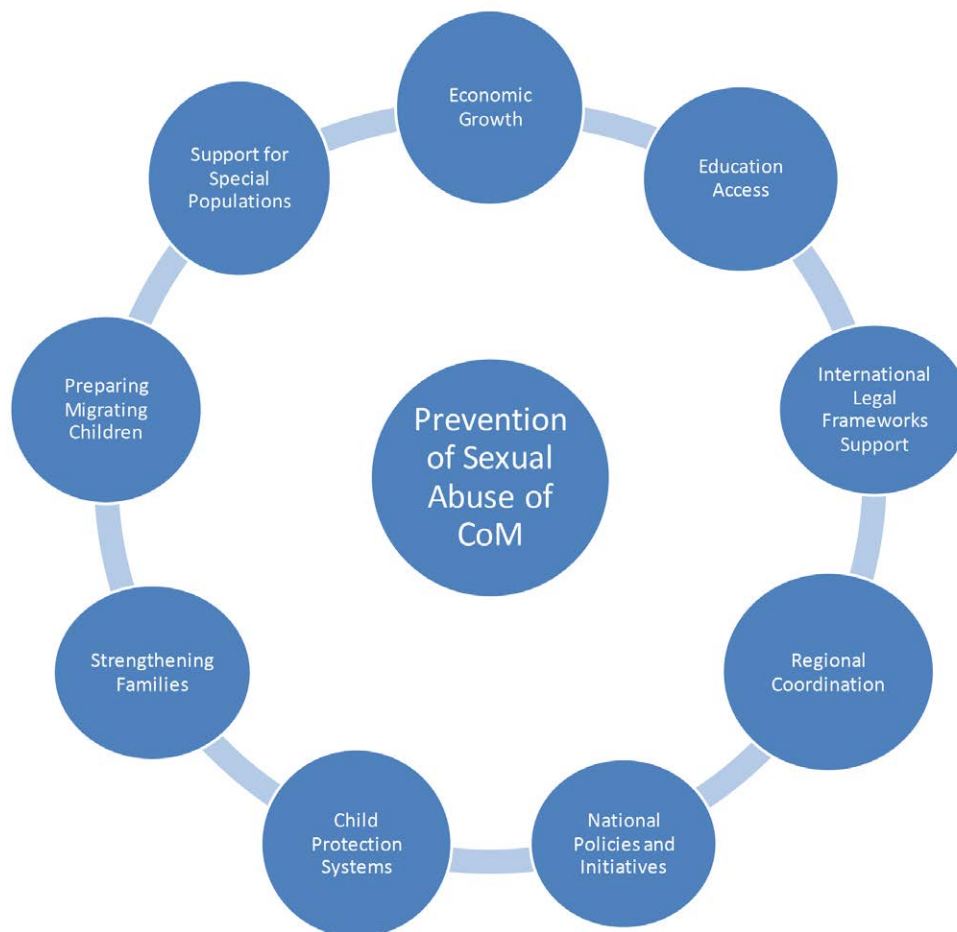 Economic
Growth
Education
Access
International
Legal
Frameworks
Support
Regional
Coordination
National
Policies and
Initiatives
Child
Protection
Systems
Strengthening
Families
Preparing
Migrating
Children
Support for
Special
Populations
Prevention
of Sexual
Abuse of
CoM